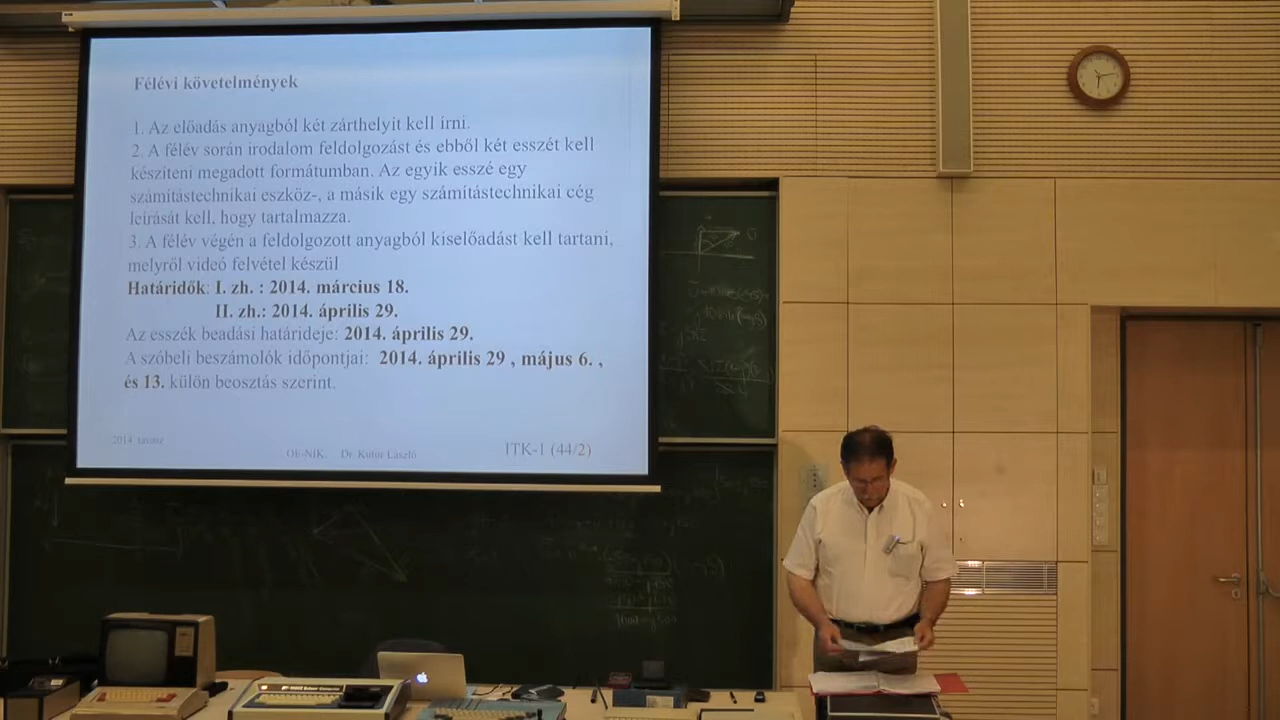 Félévi követelmények
1. Az előadás anyagból két zárthelyit kell írni.
2. A félév során irodalom feldolgozást és ebből két esszét kell
készíteni megadott formátumban. Az egyik esszé egy
számítástechnikai eszköz-, a másik egy számítástechnikai cég
leírását kell, hogy tartalmazza.
3. A félév végén a feldolgozott anyagból kiselőadást kell tartani,
melyről videó felvétel készül
Határidők: I. zh. : 2014. március 18.
II. zh.: 2014. április 29.
Az esszék beadási határideje: 2014. április 29.
A szóbeli beszámolók időpontjai: 2014. április 29 , május 6. ,
és 13. külön beosztás szerint.
2014. tavasz
OE-NIK Dr. Kutor László
ITK-1 (44/2)